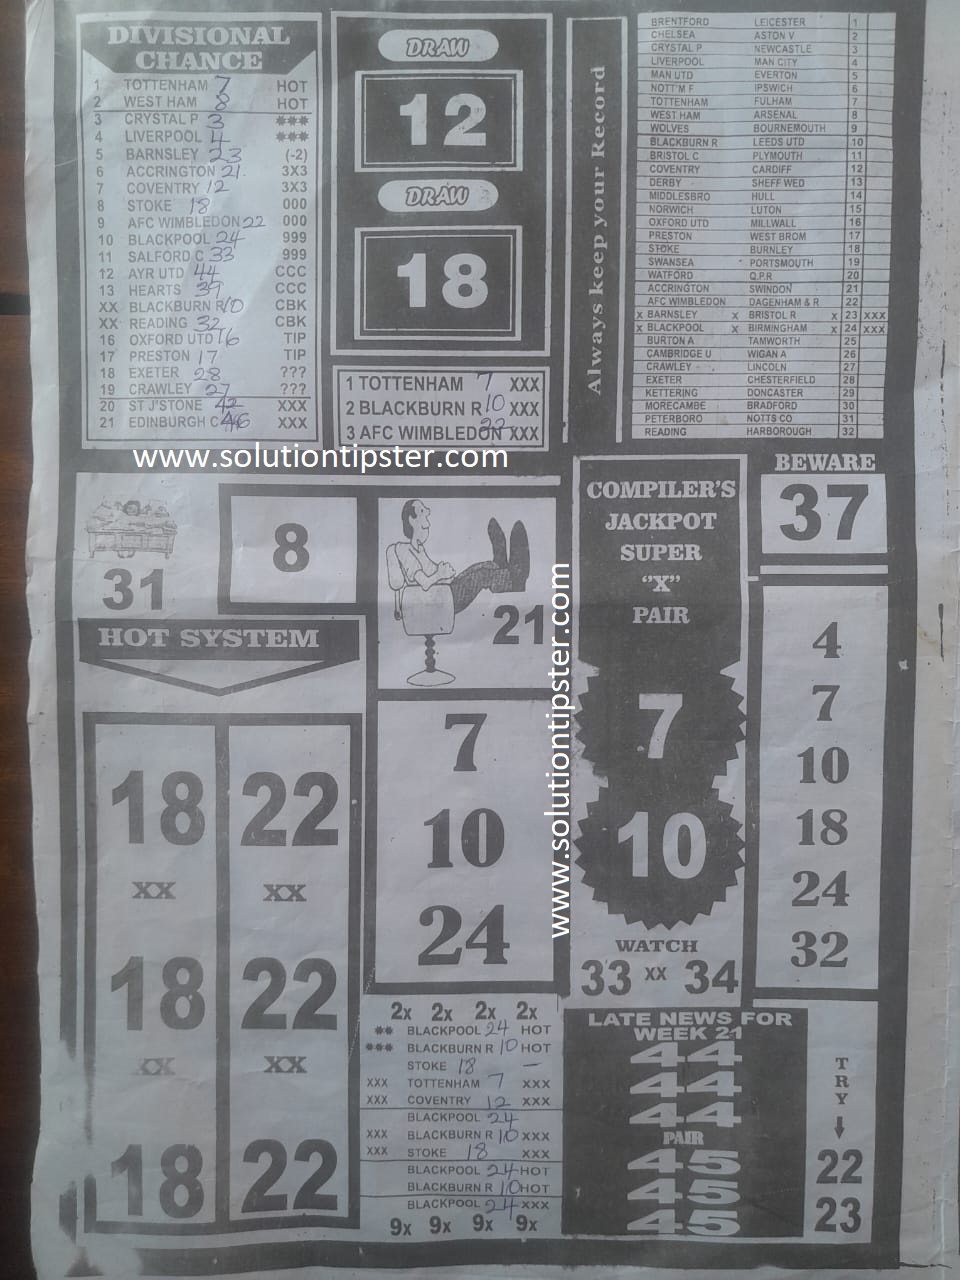 DIVISIONAL
CHANCE
1 TOTTENHAM 7 HOT
2 WEST HAM 8 HOT
3 CRYSTAL P 3 ***
4 LIVERPOOL 4 ***
5 BARNSLEY 23 (-2)
6 ACCRINGTON 21 3X3
7 COVENTRY 12 3X3
8 STOKE 18 000
9 AFC WIMBLEDON 22 000
10 BLACKPOOL 24 999
11 SALFORD C 33 999
12 AYR UTD 44 CCC
13 HEARTS 39 CCC
XX BLACKBURN R 10 CBK
XX READING 32 CBK
16 OXFORD UTD 16 TIP
17 PRESTON 17 TIP
18 EXETER 28 ???
19 CRAWLEY 27 ???
20 ST J'STONE 42 XXX
21 EDINBURGH C 46 XXX
DRAW
12
DRAW
18
1 TOTTENHAM 7 XXX
2 BLACKBURN R 10 XXX
3 AFC WIMBLEDON 22 XXX
Always keep your Record
BRENTFORD LEICESTER 1
CHELSEA ASTON V 2
CRYSTAL P NEWCASTLE 3
LIVERPOOL MAN CITY 4
MAN UTD EVERTON 5
NOTT'M F IPSWICH 6
TOTTENHAM FULHAM 7
WEST HAM ARSENAL 8
WOLVES BOURNEMOUTH 9
BLACKBURN R LEEDS UTD 10
BRISTOL C PLYMOUTH 11
COVENTRY CARDIFF 12
DERBY SHEFF WED 13
MIDDLESBRO HULL 14
NORWICH LUTON 15
OXFORD UTD MILLWALL 16
PRESTON WEST BROM 17
STOKE BURNLEY 18
SWANSEA PORTSMOUTH 19
WATFORD Q.P.R 20
ACCRINGTON SWINDON 21
AFC WIMBLEDON DAGENHAM & R 22
X BARNSLEY X BRISTOL R X 23 XXX
X BLACKPOOL X BIRMINGHAM X 24 XXX
BURTON A TAMWORTH 25
CAMBRIDGE U WIGAN A 26
CRAWLEY LINCOLN 27
EXETER CHESTERFIELD 28
KETTERING DONCASTER 29
MORECAMBE BRADFORD 30
PETERBORO NOTTS CO 31
READING HARBOROUGH 32
www.solutiontipster.com
31
8
21
HOT SYSTEM
18 22
XX XX
18 22
XX XX
18 22
7
10
24
2x 2x 2x 2x
** BLACKPOOL 24 HOT
*** BLACKBURN R 10 HOT
STOKE 18 —
XXX TOTTENHAM 7 XXX
XXX COVENTRY 12 XXX
BLACKPOOL 24
XXX BLACKBURN R 10 XXX
XXX STOKE 18 XXX
BLACKPOOL 24 HOT
BLACKBURN R 10 HOT
BLACKPOOL 24 XXX
9x 9x 9x 9x
www.solutiontipster.com
COMPILER'S
JACKPOT
SUPER
"X"
PAIR
7
10
WATCH
33 XX 34
BEWARE
37
4
7
10
18
24
32
LATE NEWS FOR
WEEK 21
44
44
44
PAIR
45
45
45
TRY
22
23